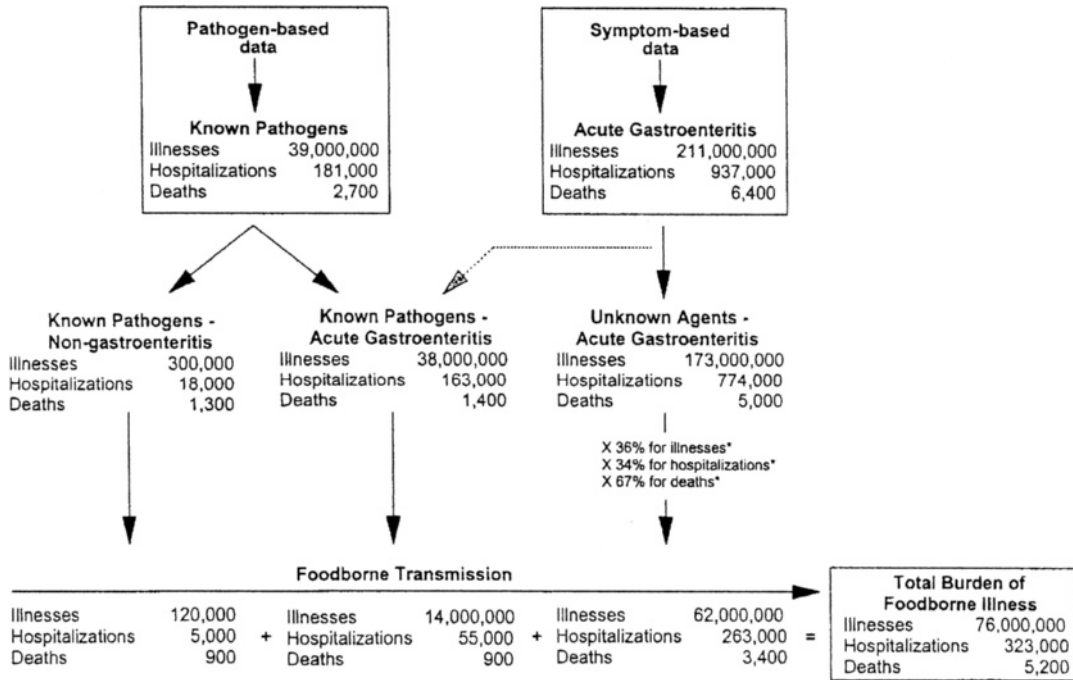 Pathogen-based
data
Known Pathogens
Illnesses 39,000,000
Hospitalizations 181,000
Deaths 2,700
Symptom-based
data
Acute Gastroenteritis
Illnesses 211,000,000
Hospitalizations 937,000
Deaths 6,400
Known Pathogens -
Non-gastroenteritis
Illnesses 300,000
Hospitalizations 18,000
Deaths 1,300
Known Pathogens -
Acute Gastroenteritis
Illnesses 38,000,000
Hospitalizations 163,000
Deaths 1,400
Unknown Agents -
Acute Gastroenteritis
Illnesses 173,000,000
Hospitalizations 774,000
Deaths 5,000
X 36% for illnesses*
X 34% for hospitalizations*
X 67% for deaths*
Foodborne Transmission
Illnesses 120,000
Hospitalizations 5,000
Deaths 900
+
Illnesses 14,000,000
Hospitalizations 55,000
Deaths 900
+
Illnesses 62,000,000
Hospitalizations 263,000
Deaths 3,400
=
Total Burden of
Foodborne Illness
Illnesses 76,000,000
Hospitalizations 323,000
Deaths 5,200